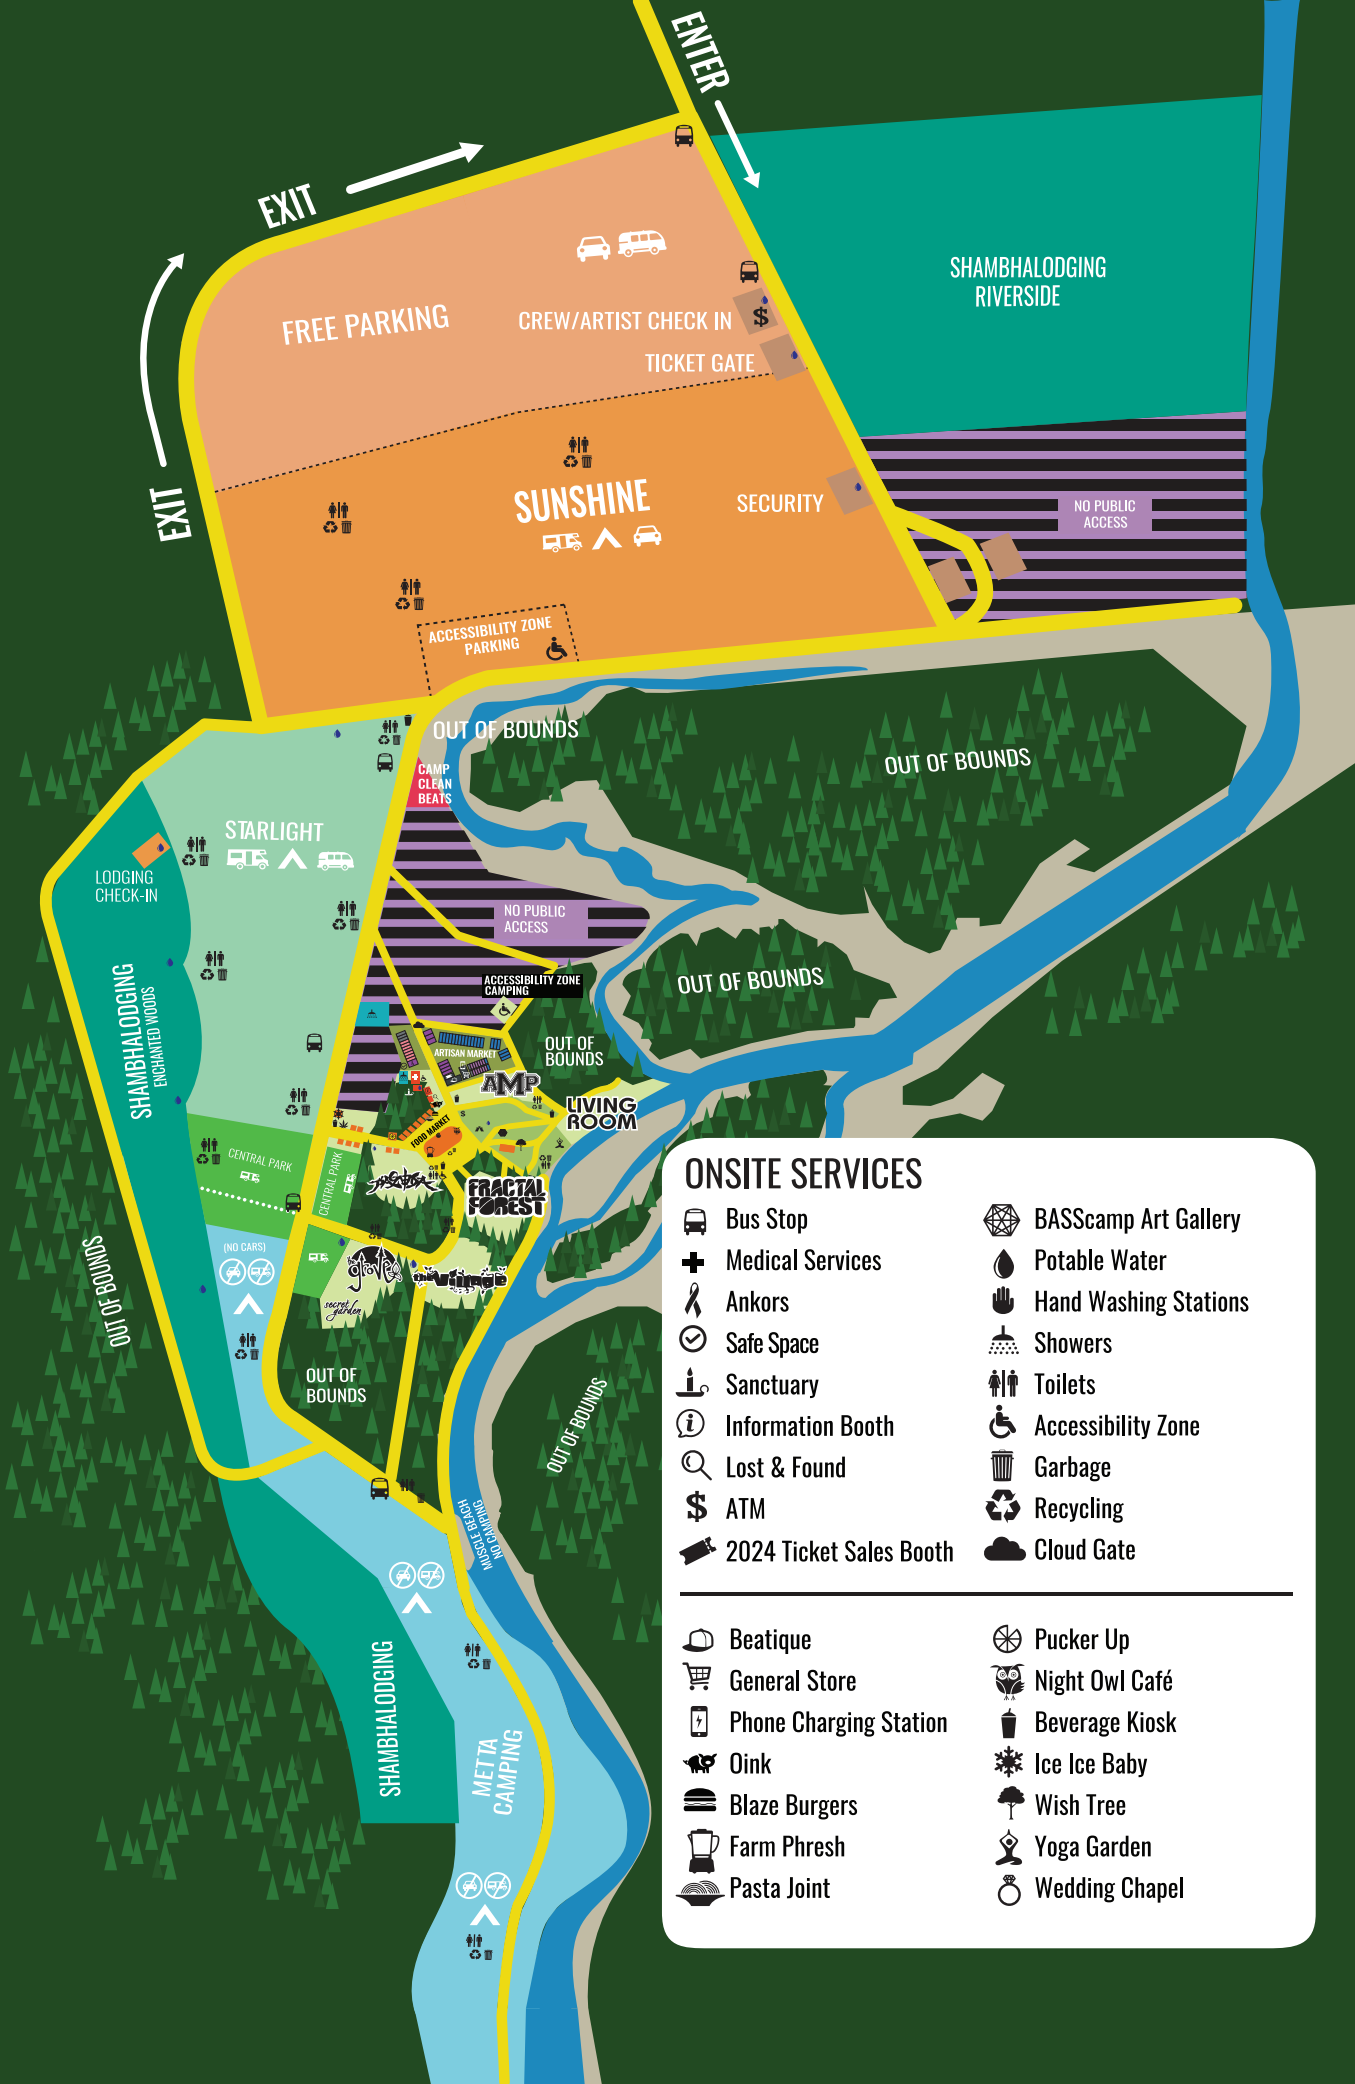 ENTER
EXIT
EXIT
SHAMBHALODGING
RIVERSIDE
FREE PARKING
CREW/ARTIST CHECK IN
$
TICKET GATE
SUNSHINE
SECURITY
NO PUBLIC
ACCESS
ACCESSIBILITY ZONE
PARKING
OUT OF BOUNDS
OUT OF BOUNDS
CAMP
CLEAN
BEATS
STARLIGHT
LODGING
CHECK-IN
NO PUBLIC
ACCESS
SHAMBHALODGING
ENCHANTED WOODS
ACCESSIBILITY ZONE
CAMPING
OUT OF BOUNDS
OUT OF
BOUNDS
ARTISAN MARKET
AMP
LIVING
ROOM
FOOD MARKET
CENTRAL PARK
CENTRAL PARK
FRACTAL
FOREST
(NO CARS)
the grove
the Village
secret
garden
OUT OF BOUNDS
OUT OF
BOUNDS
OUT OF BOUNDS
MUSCLE BEACH
NO CAMPING
SHAMBHALODGING
METTA
CAMPING
ONSITE SERVICES
Bus Stop
Medical Services
Ankors
Safe Space
Sanctuary
i Information Booth
Lost & Found
$ ATM
2024 Ticket Sales Booth
BASScamp Art Gallery
Potable Water
Hand Washing Stations
Showers
Toilets
Accessibility Zone
Garbage
Recycling
Cloud Gate
Beatique
General Store
Phone Charging Station
Oink
Blaze Burgers
Farm Phresh
Pasta Joint
Pucker Up
Night Owl Café
Beverage Kiosk
Ice Ice Baby
Wish Tree
Yoga Garden
Wedding Chapel